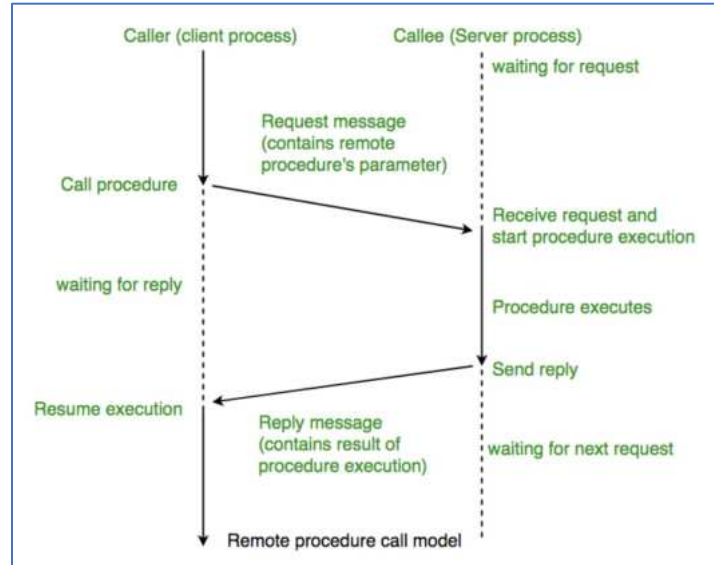 Caller (client process)
Callee (Server process)
waiting for request
Request message
(contains remote
procedure's parameter)
Call procedure
Receive request and
start procedure execution
waiting for reply
Procedure executes
Send reply
Resume execution
Reply message
(contains result of
procedure execution)
waiting for next request
Remote procedure call model